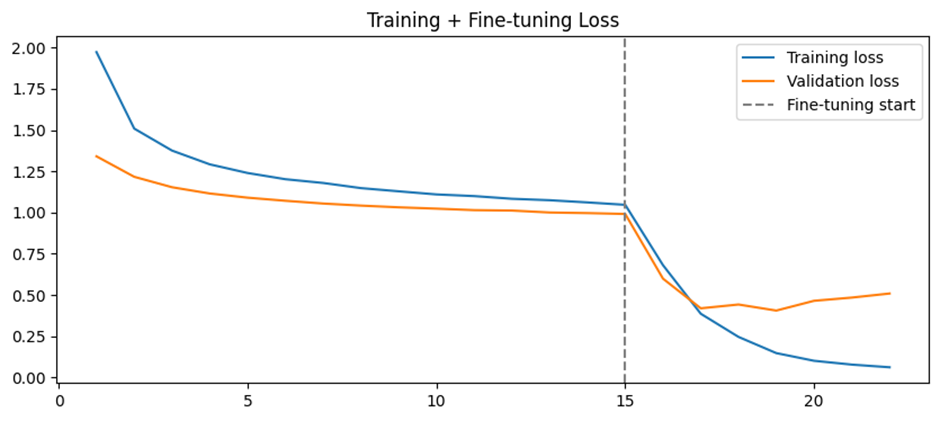 Training + Fine-tuning Loss
2.00
1.75
1.50
1.25
1.00
0.75
0.50
0.25
0.00
Training loss
Validation loss
Fine-tuning start
0 5 10 15 20